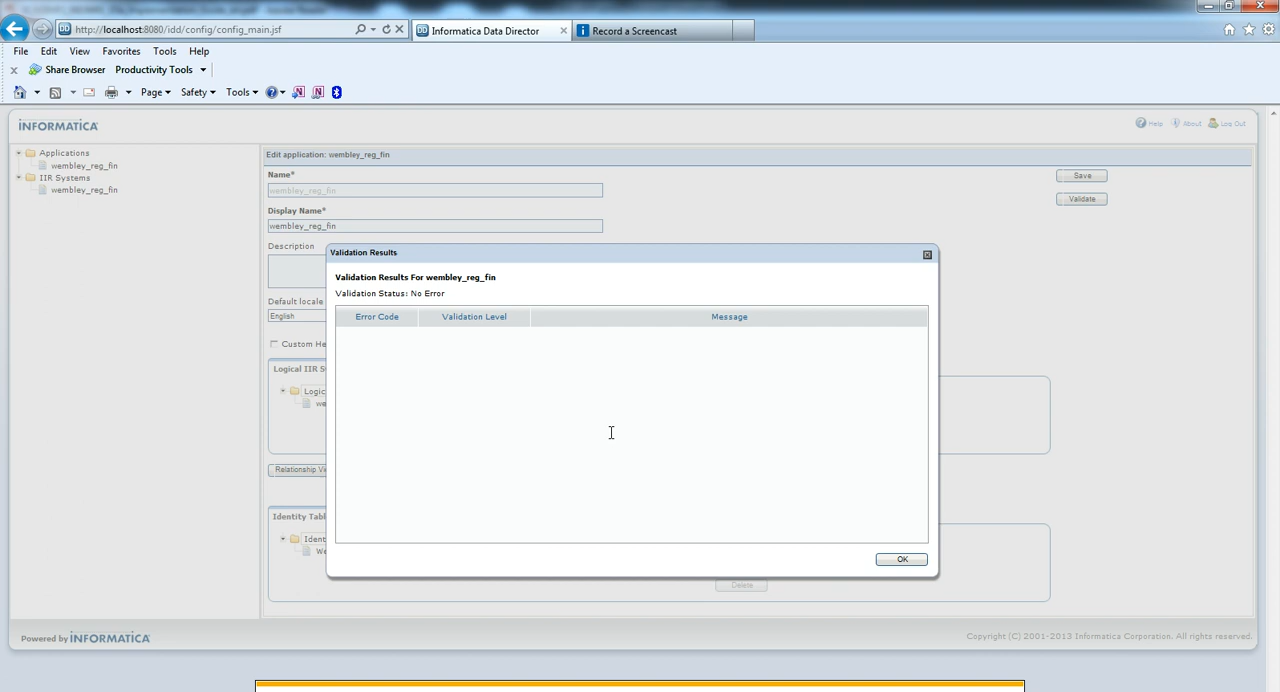 http://localhost:8080/idd/config/config_main.jsf
Informatica Data Director
Record a Screencast
File Edit View Favorites Tools Help
x Share Browser Productivity Tools
Page Safety Tools
INFORMATICA
Help About Log Out
Applications
wembley_reg_fin
IIR Systems
wembley_reg_fin
Edit application: wembley_reg_fin
Name*
wembley_reg_fin
Save
Validate
Display Name*
wembley_reg_fin
Description
Default locale
English
Custom He
Logical IIR S
Logic
we
Relationship Vi
Identity Tabl
Ident
We
Validation Results
Validation Results For wembley_reg_fin
Validation Status: No Error
Error Code Validation Level Message
OK
Delete
Powered by INFORMATICA
Copyright (C) 2001-2013 Informatica Corporation. All rights reserved.